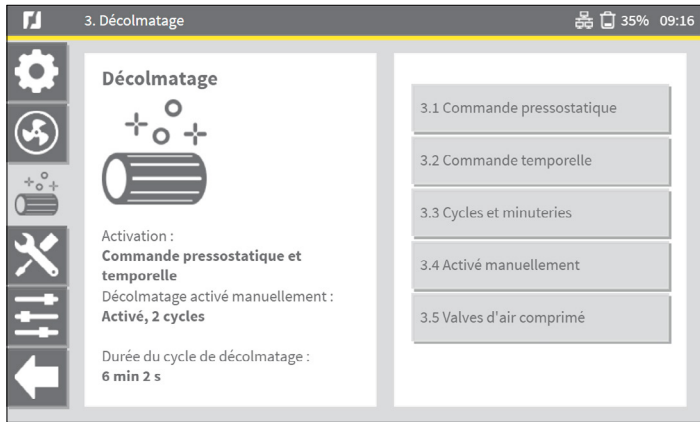 3. Décolmatage
35% 09:16
Décolmatage
Activation :
Commande pressostatique et
temporelle
Décolmatage activé manuellement :
Activé, 2 cycles
Durée du cycle de décolmatage :
6 min 2 s
3.1 Commande pressostatique
3.2 Commande temporelle
3.3 Cycles et minuteries
3.4 Activé manuellement
3.5 Valves d'air comprimé